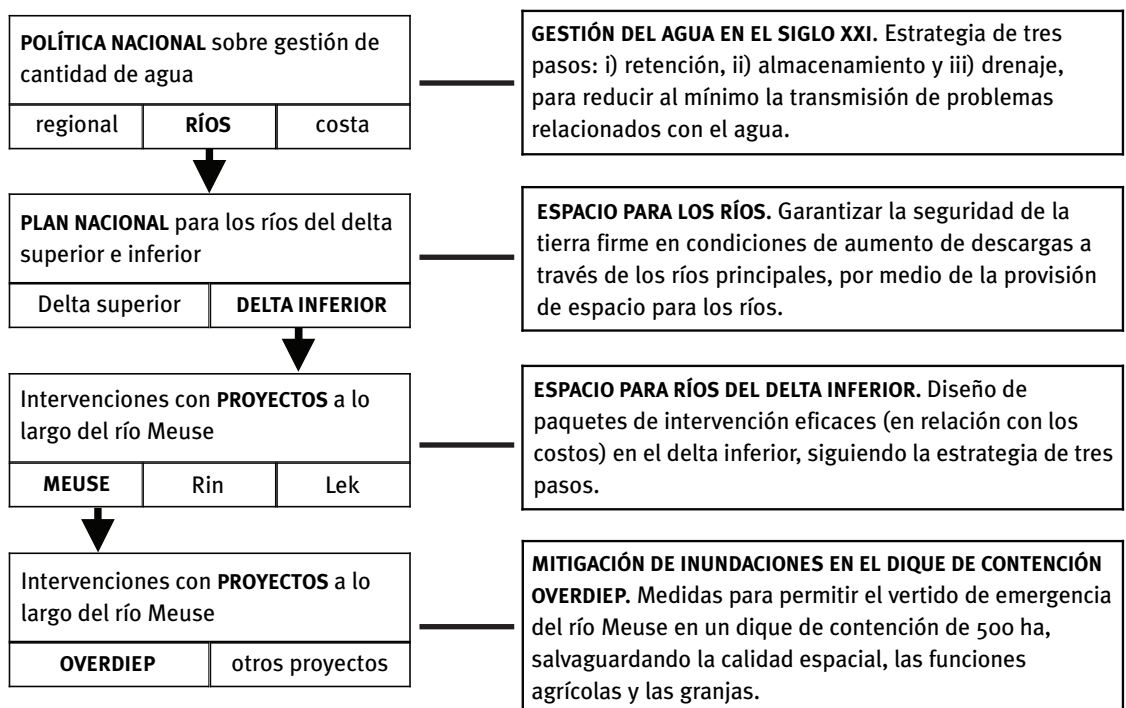 POLÍTICA NACIONAL sobre gestión de
cantidad de agua
regional RÍOS costa
GESTIÓN DEL AGUA EN EL SIGLO XXI. Estrategia de tres
pasos: i) retención, ii) almacenamiento y iii) drenaje,
para reducir al mínimo la transmisión de problemas
relacionados con el agua.
PLAN NACIONAL para los ríos del delta
superior e inferior
Delta superior DELTA INFERIOR
ESPACIO PARA LOS RÍOS. Garantizar la seguridad de la
tierra firme en condiciones de aumento de descargas a
través de los ríos principales, por medio de la provisión
de espacio para los ríos.
Intervenciones con PROYECTOS a lo
largo del río Meuse
MEUSE Rin Lek
ESPACIO PARA RÍOS DEL DELTA INFERIOR. Diseño de
paquetes de intervención eficaces (en relación con los
costos) en el delta inferior, siguiendo la estrategia de tres
pasos.
Intervenciones con PROYECTOS a lo
largo del río Meuse
OVERDIEP otros proyectos
MITIGACIÓN DE INUNDACIONES EN EL DIQUE DE CONTENCIÓN
OVERDIEP. Medidas para permitir el vertido de emergencia
del río Meuse en un dique de contención de 500 ha,
salvaguardando la calidad espacial, las funciones
agrícolas y las granjas.